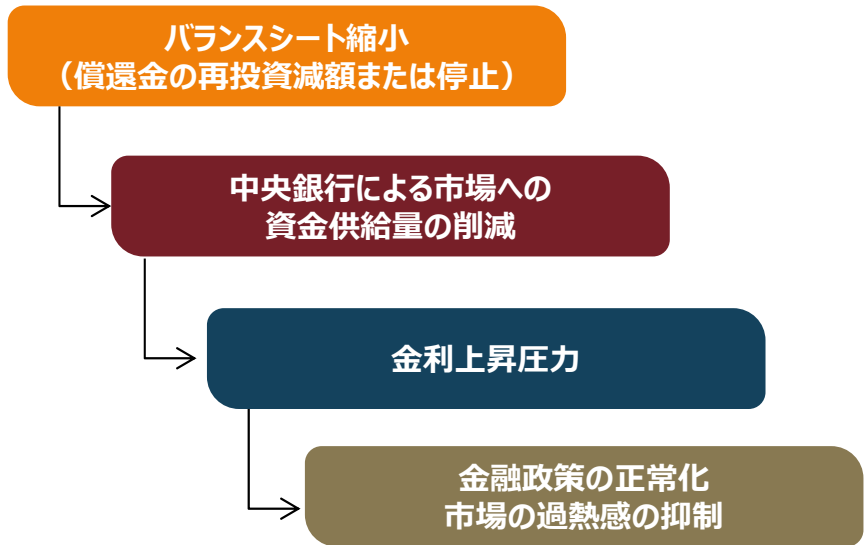 バランスシート縮小
（償還金の再投資減額または停止）
中央銀行による市場への
資金供給量の削減
金利上昇圧力
金融政策の正常化
市場の過熱感の抑制